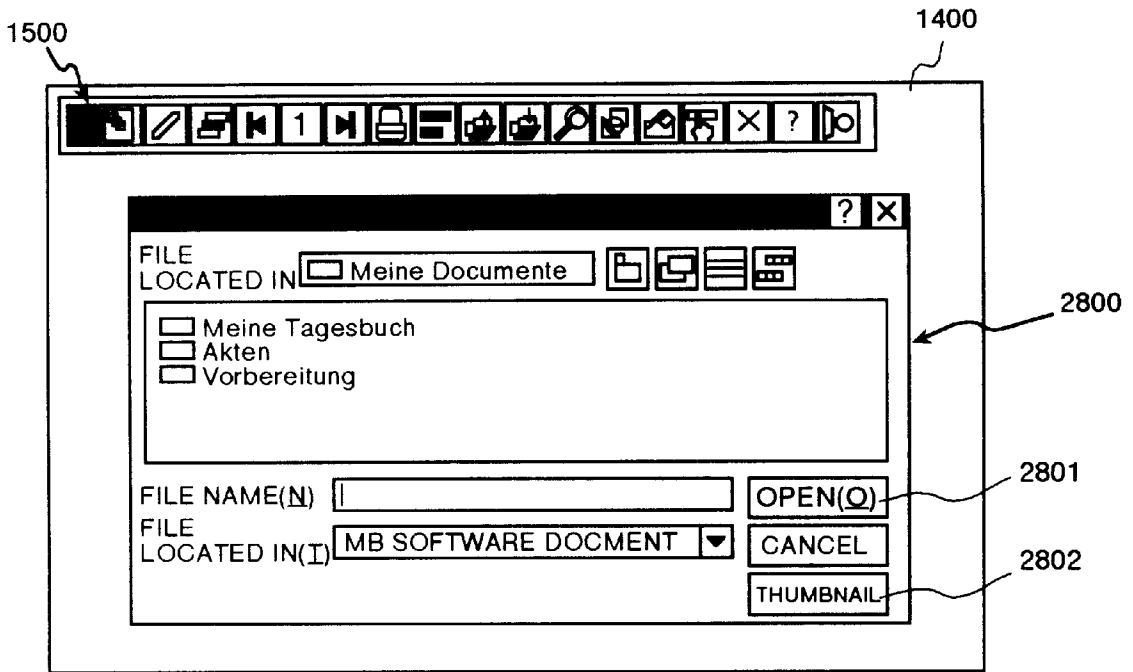 1500
1400
1
?
? X
FILE
LOCATED IN
Meine Documente
Meine Tagesbuch
Akten
Vorbereitung
2800
FILE NAME(N)
OPEN(O)
2801
FILE
LOCATED IN(I)
MB SOFTWARE DOCMENT
CANCEL
THUMBNAIL
2802